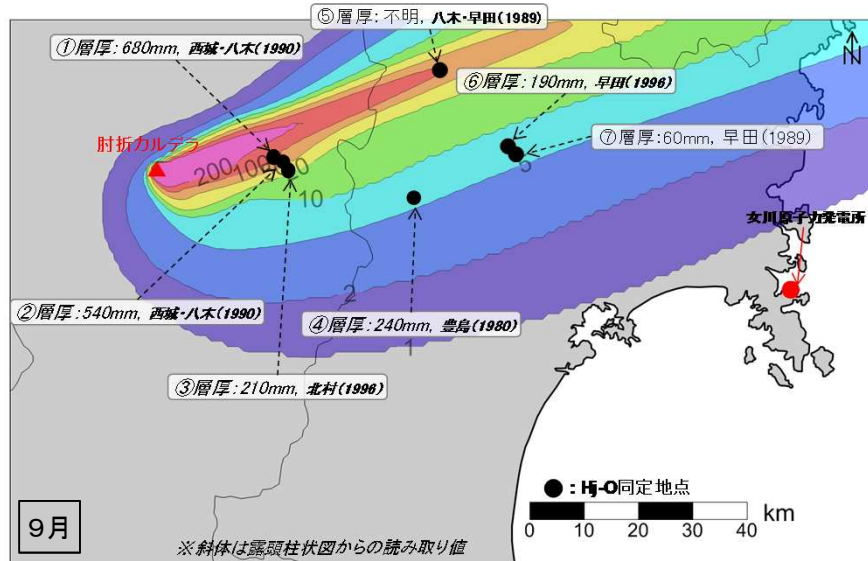 ⑤層厚:不明, 八木・早田(1989)
①層厚:680mm, 西城・八木(1990)
⑥層厚:190mm, 早田(1996)
⑦層厚:60mm, 早田(1989)
肘折カルデラ
N
200
100
10
5
2
1
女川原子力発電所
②層厚:540mm, 西城・八木(1990)
④層厚:240mm, 豊島(1980)
③層厚:210mm, 北村(1996)
●:Hj-O同定地点
km
0 10 20 30 40
9月
※斜体は露頭柱状図からの読み取り値